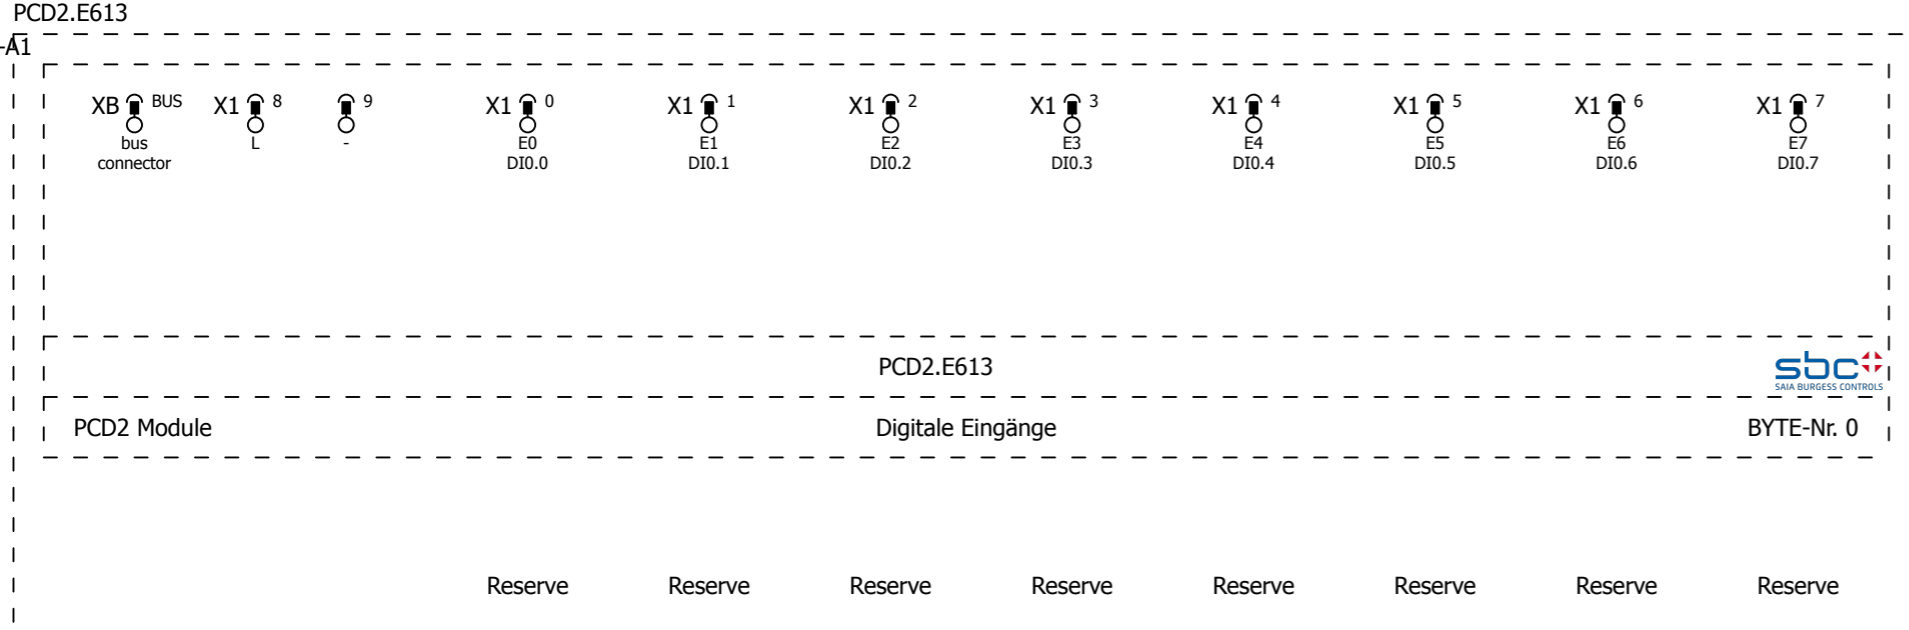 PCD2.E613
-A1
XB BUS X1 8 9 X1 0 X1 1 X1 2 X1 3 X1 4 X1 5 X1 6 X1 7
bus L - E0 E1 E2 E3 E4 E5 E6 E7
connector DI0.0 DI0.1 DI0.2 DI0.3 DI0.4 DI0.5 DI0.6 DI0.7
PCD2.E613
sbc
SAIA BURGESS CONTROLS
PCD2 Module Digitale Eingänge BYTE-Nr. 0
Reserve Reserve Reserve Reserve Reserve Reserve Reserve Reserve